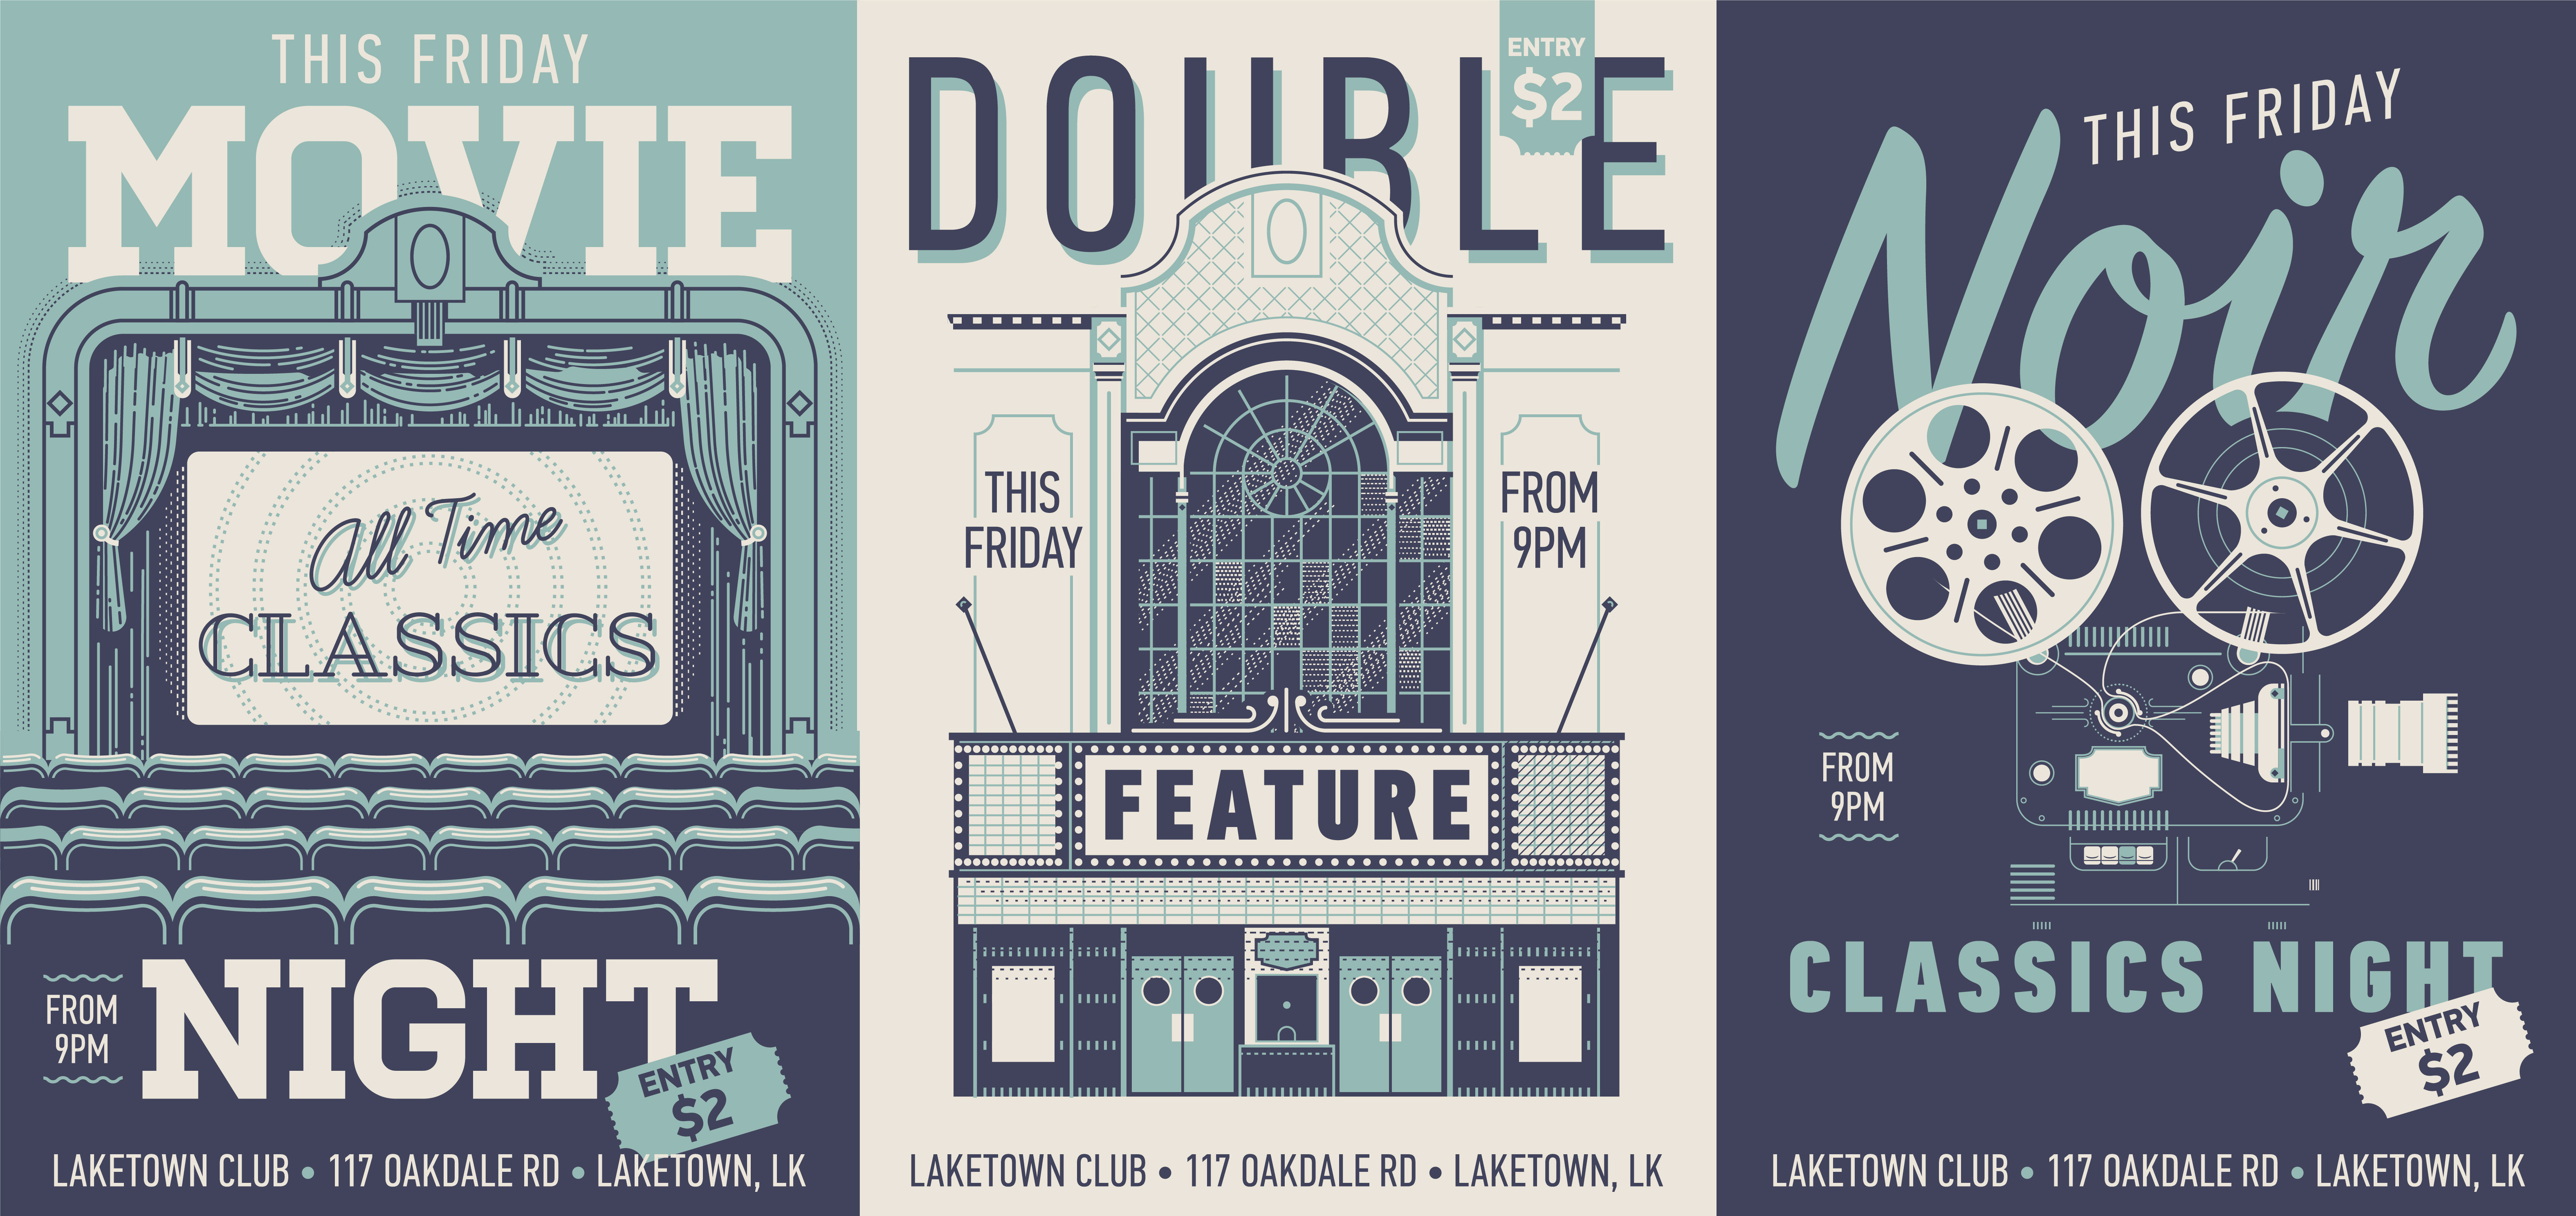 THIS FRIDAY
MOVIE
All Time
CLASSICS
FROM
9PM
NIGHT
ENTRY
$2
LAKETOWN CLUB • 117 OAKDALE RD • LAKETOWN, LK
DOUBLE
ENTRY
$2
THIS
FRIDAY
FROM
9PM
FEATURE
LAKETOWN CLUB • 117 OAKDALE RD • LAKETOWN, LK
THIS FRIDAY
Noir
FROM
9PM
CLASSICS NIGHT
ENTRY
$2
LAKETOWN CLUB • 117 OAKDALE RD • LAKETOWN, LK